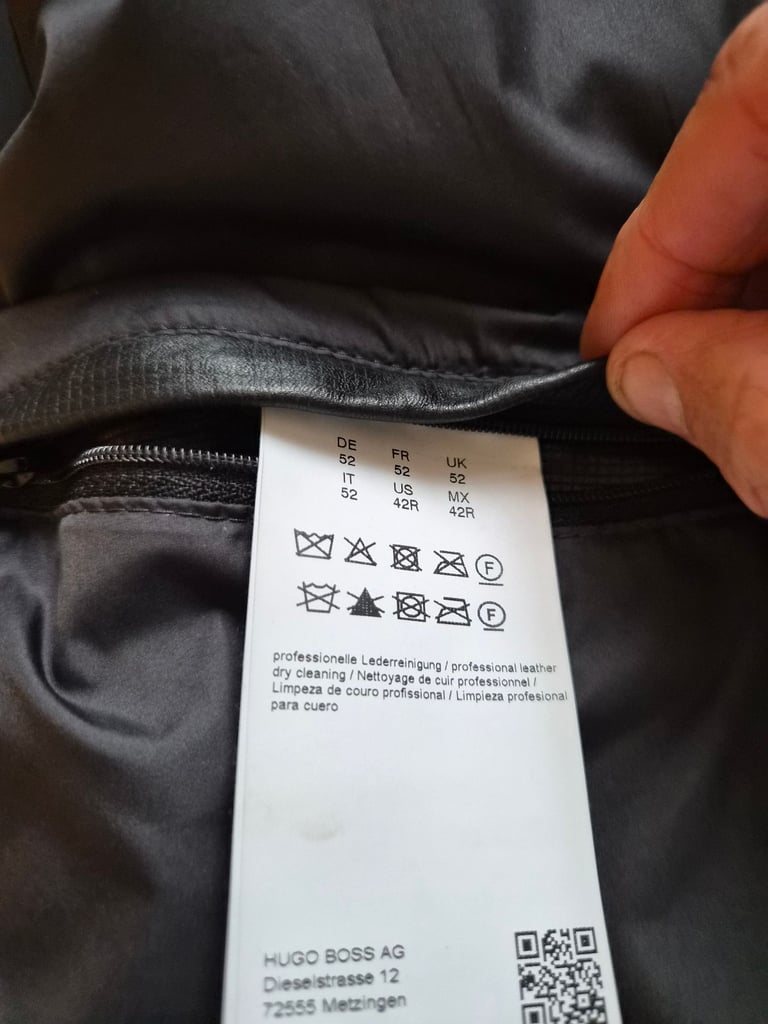 DE FR UK
52 52 52
IT US MX
52 42R 42R
F
F
professionelle Lederreinigung / professional leather
dry cleaning / Nettoyage de cuir professionnel /
Limpeza de couro profissional / Limpieza profesional
para cuero
HUGO BOSS AG
Dieselstrasse 12
72555 Metzingen